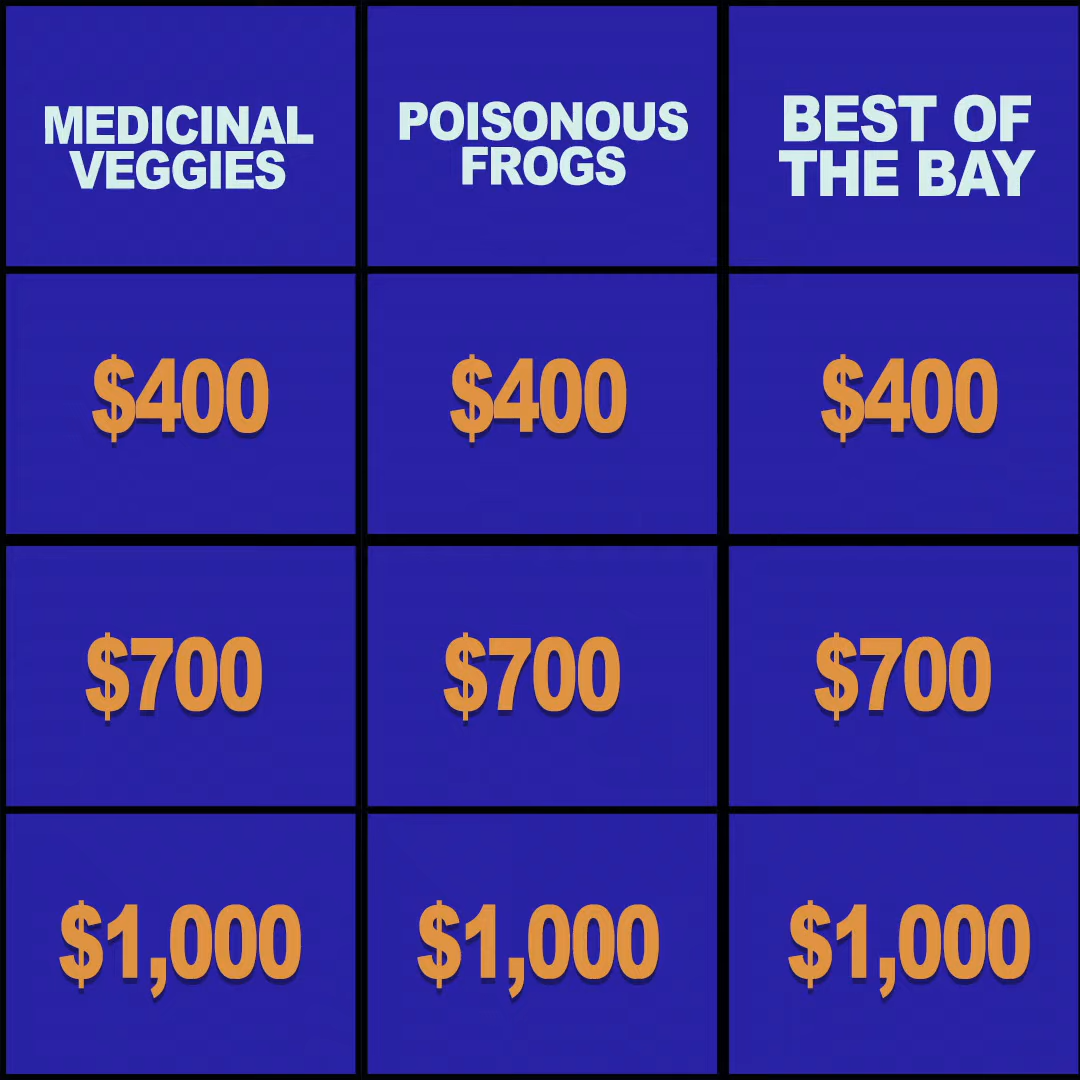 MEDICINAL
VEGGIES
POISONOUS
FROGS
BEST OF
THE BAY
$400
$400
$400
$700
$700
$700
$1,000
$1,000
$1,000